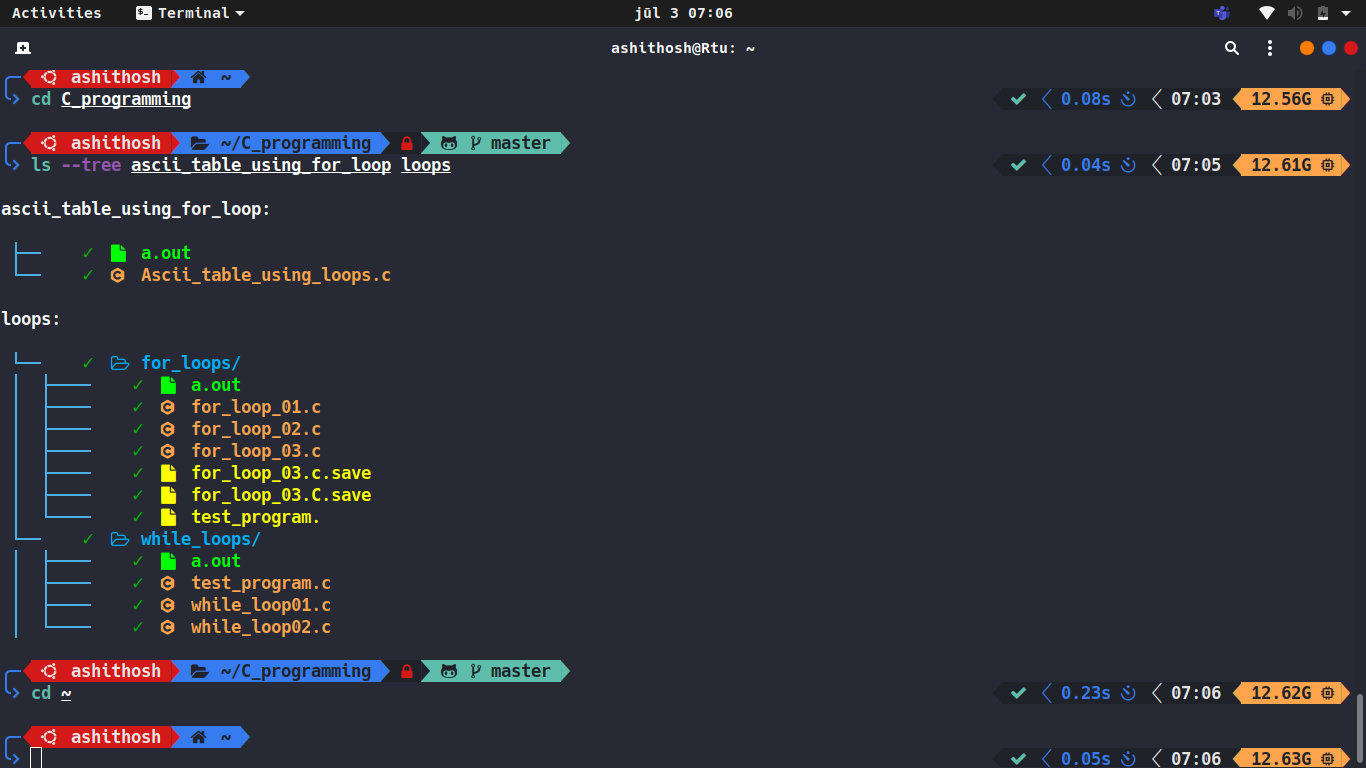 Activities Terminal jūl 3 07:06
ashithosh@Rtu: ~
ashithosh ~
cd C_programming 0.08s 07:03 12.56G
ashithosh ~/C_programming master
ls --tree ascii_table_using_for_loop loops 0.04s 07:05 12.61G
ascii_table_using_for_loop:
a.out
Ascii_table_using_loops.c
loops:
for_loops/
a.out
for_loop_01.c
for_loop_02.c
for_loop_03.c
for_loop_03.c.save
for_loop_03.C.save
test_program.
while_loops/
a.out
test_program.c
while_loop01.c
while_loop02.c
ashithosh ~/C_programming master
cd ~ 0.23s 07:06 12.62G
ashithosh ~
0.05s 07:06 12.63G